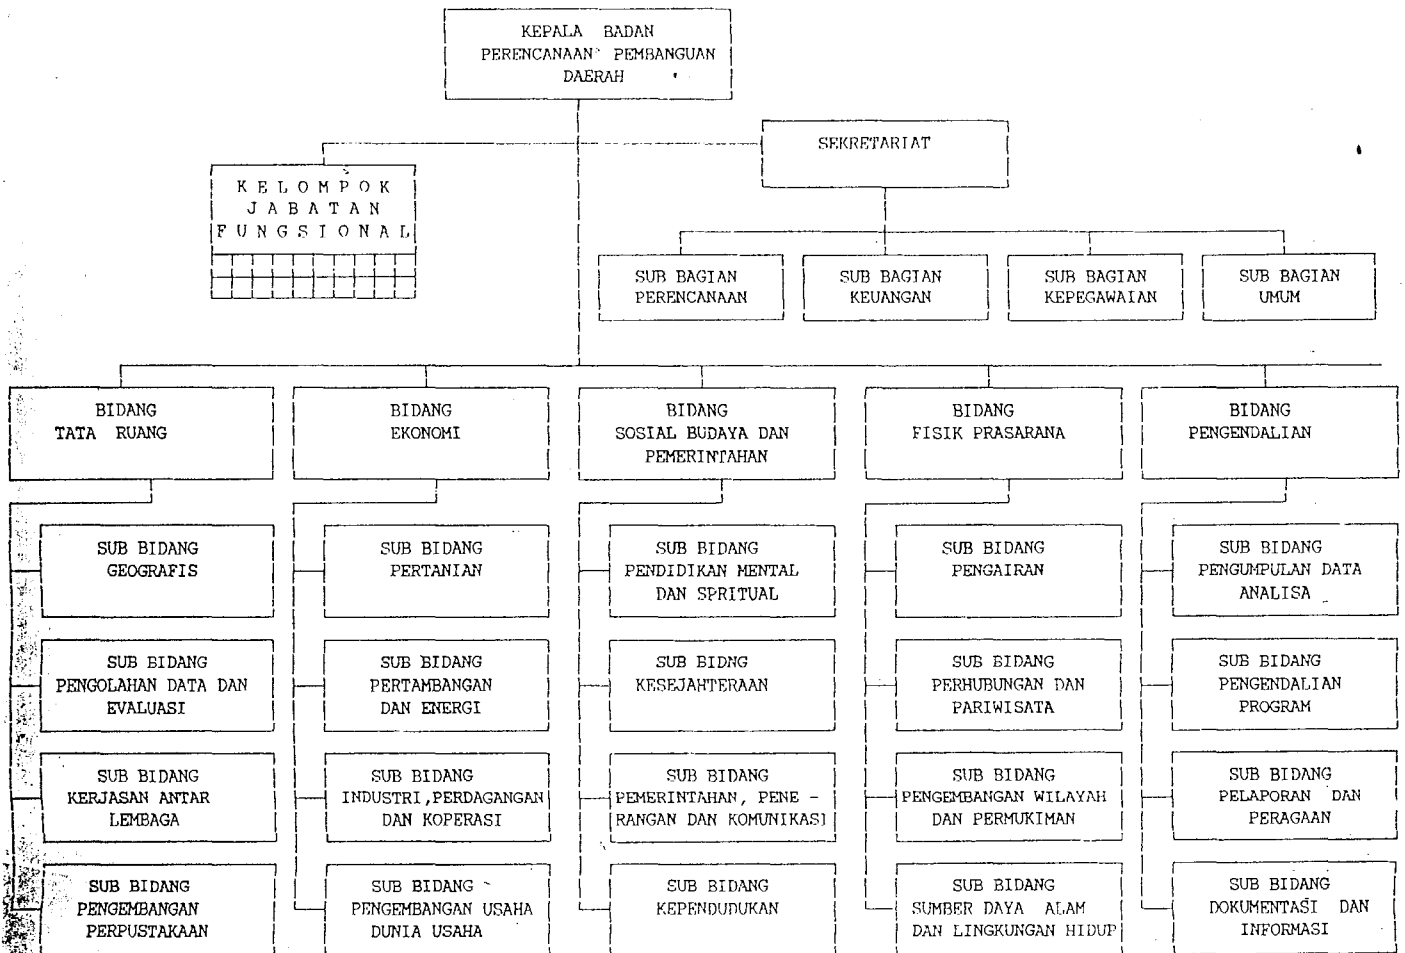 KEPALA BADAN
PERENCANAAN PEMBANGUAN
DAERAH
SEKRETARIAT
KELOMPOK
JABATAN
FUNGSIONAL
SUB BAGIAN
PERENCANAAN
SUB BAGIAN
KEUANGAN
SUB BAGIAN
KEPEGAWAIAN
SUB BAGIAN
UMUM
BIDANG
TATA RUANG
BIDANG
EKONOMI
BIDANG
SOSIAL BUDAYA DAN
PEMERINTAHAN
BIDANG
FISIK PRASARANA
BIDANG
PENGENDALIAN
SUB BIDANG
GEOGRAFIS
SUB BIDANG
PERTANIAN
SUB BIDANG
PENDIDIKAN MENTAL
DAN SPRITUAL
SUB BIDANG
PENGAIRAN
SUB BIDANG
PENGUMPULAN DATA
ANALISA
SUB BIDANG
PENGOLAHAN DATA DAN
EVALUASI
SUB BIDANG
PERTAMBANGAN
DAN ENERGI
SUB BIDNG
KESEJAHTERAAN
SUB BIDANG
PERHUBUNGAN DAN
PARIWISATA
SUB BIDANG
PENGENDALIAN
PROGRAM
SUB BIDANG
KERJASAN ANTAR
LEMBAGA
SUB BIDANG
INDUSTRI,PERDAGANGAN
DAN KOPERASI
SUB BIDANG
PEMERINTAHAN, PENE -
RANGAN DAN KOMUNIKASI
SUB BIDANG
PENGEMBANGAN WILAYAH
DAN PERMUKIMAN
SUB BIDANG
PELAPORAN DAN
PERAGAAN
SUB BIDANG
PENGEMBANGAN
PERPUSTAKAAN
SUB BIDANG
PENGEMBANGAN USAHA
DUNIA USAHA
SUB BIDANG
KEPENDUDUKAN
SUB BIDANG
SUMBER DAYA ALAM
DAN LINGKUNGAN HIDUP
SUB BIDANG
DOKUMENTASI DAN
INFORMASI